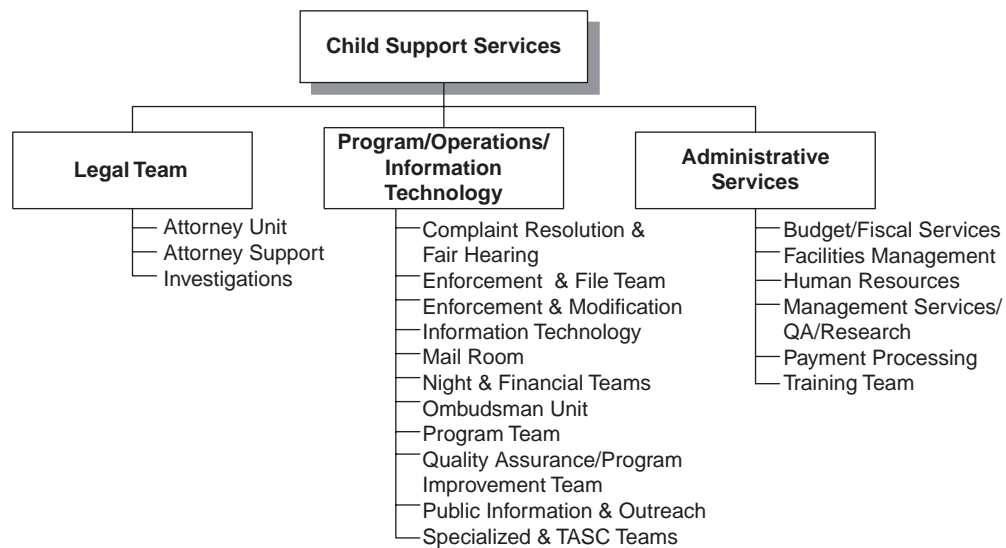 Child Support Services
Legal Team
Attorney Unit
Attorney Support
Investigations
Program/Operations/
Information
Technology
Complaint Resolution &
Fair Hearing
Enforcement & File Team
Enforcement & Modification
Information Technology
Mail Room
Night & Financial Teams
Ombudsman Unit
Program Team
Quality Assurance/Program
Improvement Team
Public Information & Outreach
Specialized & TASC Teams
Administrative
Services
Budget/Fiscal Services
Facilities Management
Human Resources
Management Services/
QA/Research
Payment Processing
Training Team